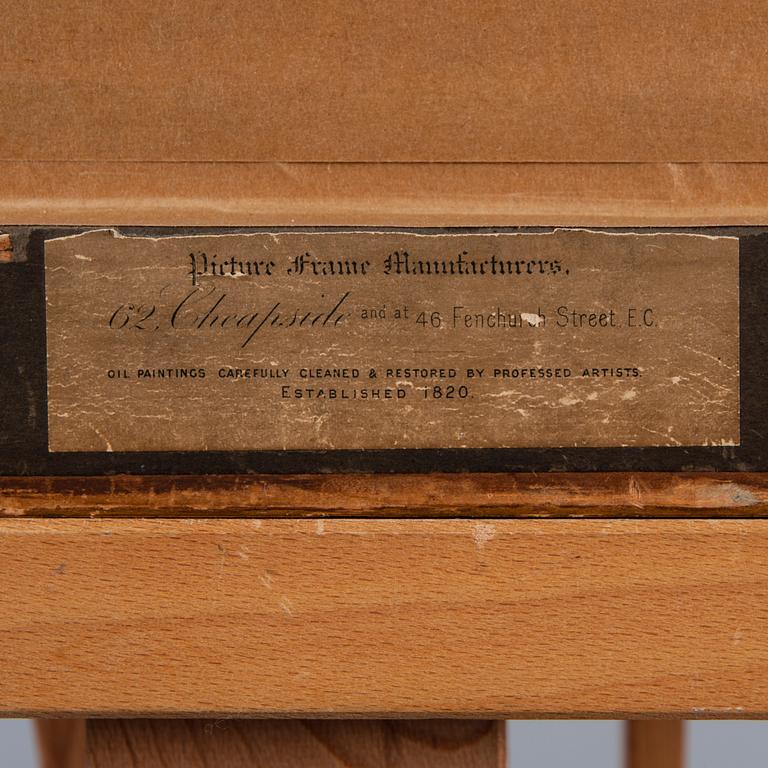 Picture Frame Manufacturers.
62, Cheapside and at 46 Fenchurch Street, E.C.
OIL PAINTINGS CAREFULLY CLEANED & RESTORED BY PROFESSED ARTISTS.
ESTABLISHED 1820.